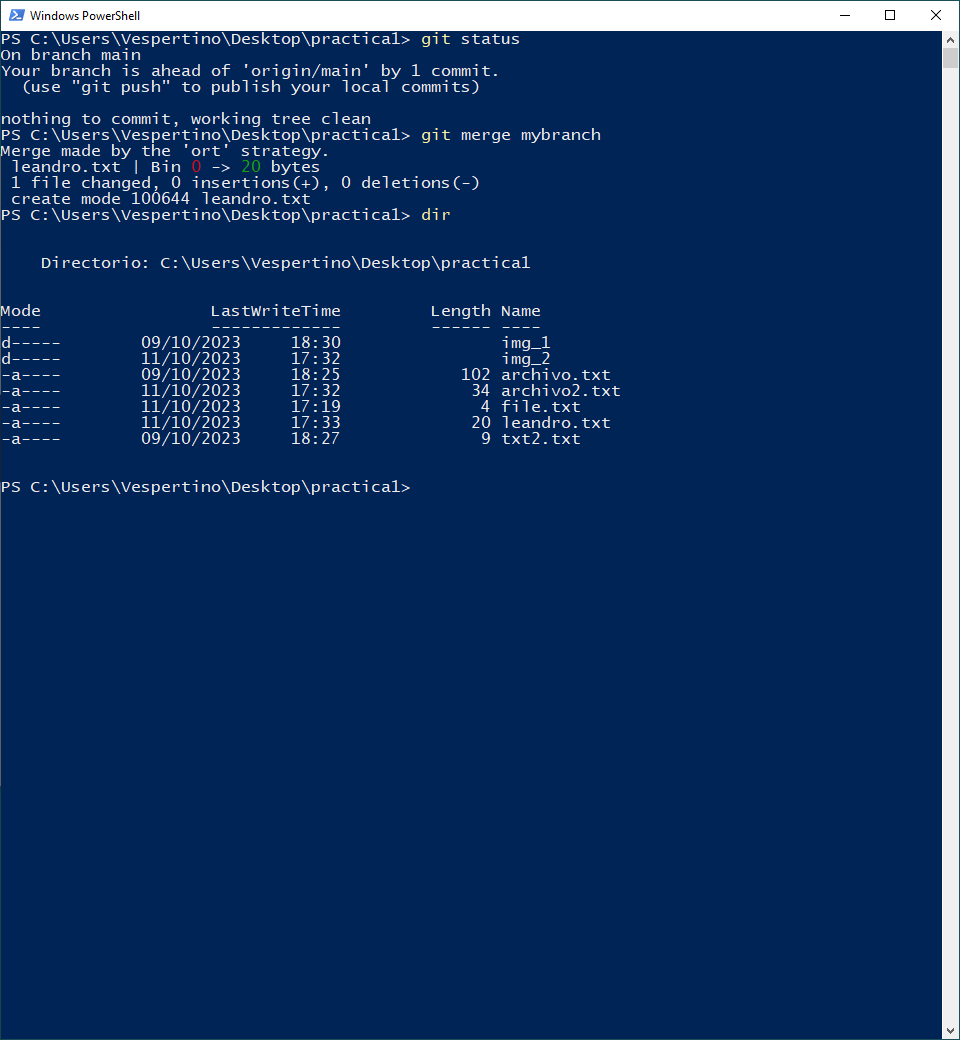 Windows PowerShell
PS C:\Users\Vespertino\Desktop\practica1> git status
On branch main
Your branch is ahead of 'origin/main' by 1 commit.
  (use "git push" to publish your local commits)
nothing to commit, working tree clean
PS C:\Users\Vespertino\Desktop\practica1> git merge mybranch
Merge made by the 'ort' strategy.
 leandro.txt | Bin 0 -> 20 bytes
 1 file changed, 0 insertions(+), 0 deletions(-)
 create mode 100644 leandro.txt
PS C:\Users\Vespertino\Desktop\practica1> dir
    Directorio: C:\Users\Vespertino\Desktop\practica1
Mode                 LastWriteTime         Length Name
----                 -------------         ------ ----
d-----        09/10/2023     18:30                img_1
d-----        11/10/2023     17:32                img_2
-a----        09/10/2023     18:25            102 archivo.txt
-a----        11/10/2023     17:32             34 archivo2.txt
-a----        11/10/2023     17:19              4 file.txt
-a----        11/10/2023     17:33             20 leandro.txt
-a----        09/10/2023     18:27              9 txt2.txt
PS C:\Users\Vespertino\Desktop\practica1>